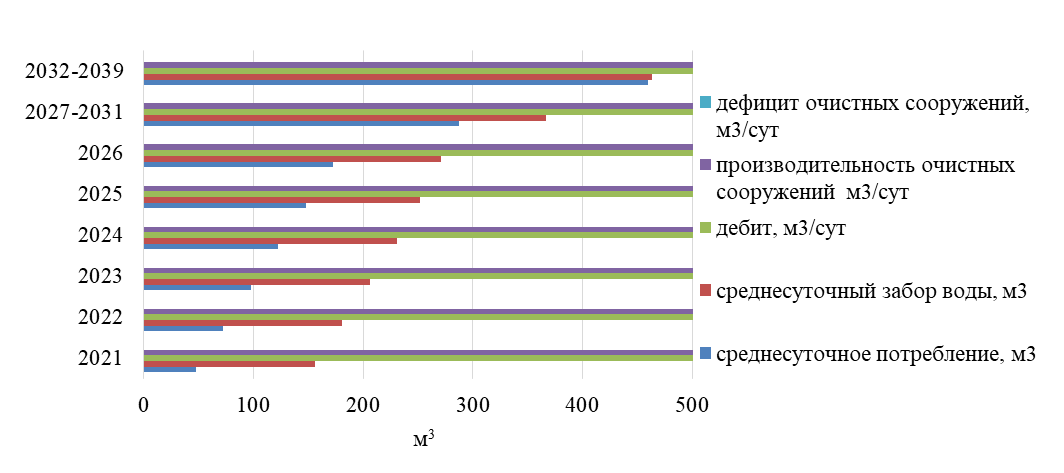 2032-2039
2027-2031
2026
2025
2024
2023
2022
2021
0 100 200 300 400 500
м³
дефицит очистных сооружений,
м3/сут
производительность очистных
сооружений м3/сут
дебит, м3/сут
среднесуточный забор воды, м3
среднесуточное потребление, м3